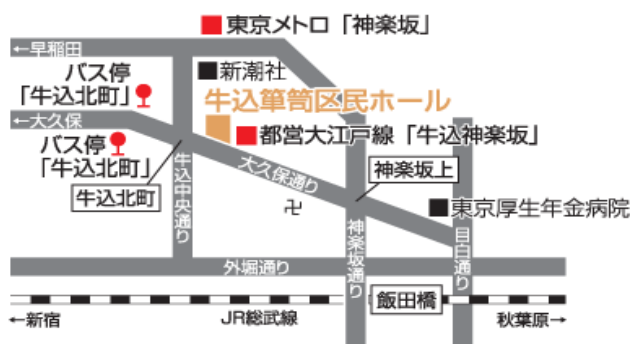 東京メトロ「神楽坂」
←早稲田
バス停
「牛込北町」
新潮社
牛込箪笥区民ホール
←大久保
都営大江戸線「牛込神楽坂」
バス停
「牛込北町」
大久保通り
神楽坂上
牛込北町
牛込中央通り
卍
東京厚生年金病院
神楽坂通り
目白通り
外堀通り
飯田橋
←新宿
JR総武線
秋葉原→